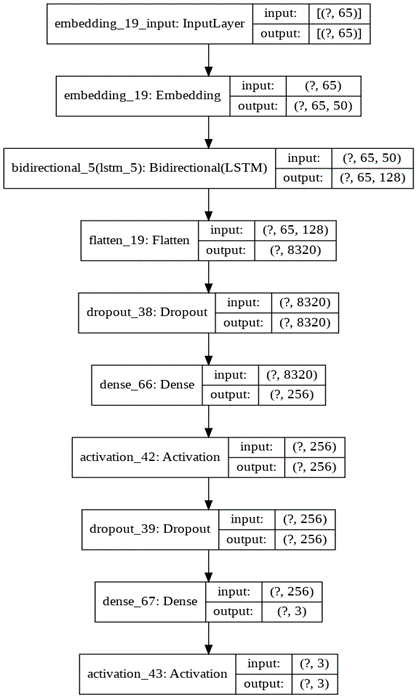 embedding_19_input: InputLayer
input: [(?, 65)]
output: [(?, 65)]
embedding_19: Embedding
input: (?, 65)
output: (?, 65, 50)
bidirectional_5(lstm_5): Bidirectional(LSTM)
input: (?, 65, 50)
output: (?, 65, 128)
flatten_19: Flatten
input: (?, 65, 128)
output: (?, 8320)
dropout_38: Dropout
input: (?, 8320)
output: (?, 8320)
dense_66: Dense
input: (?, 8320)
output: (?, 256)
activation_42: Activation
input: (?, 256)
output: (?, 256)
dropout_39: Dropout
input: (?, 256)
output: (?, 256)
dense_67: Dense
input: (?, 256)
output: (?, 3)
activation_43: Activation
input: (?, 3)
output: (?, 3)